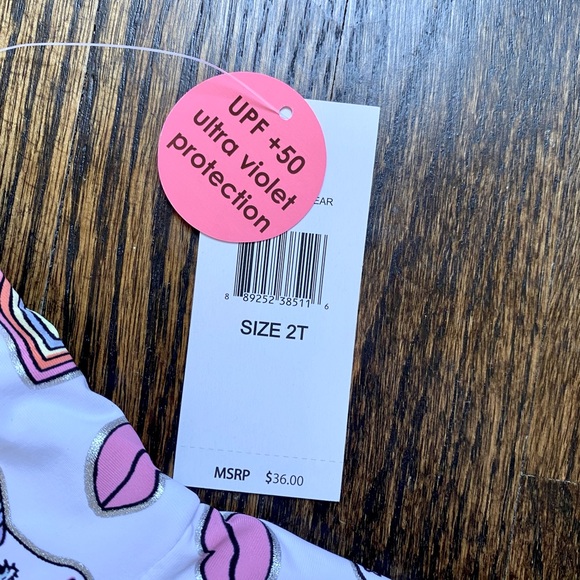 UPF +50
ultra violet
protection
EAR
8 89252 38511 6
SIZE 2T
MSRP $36.00